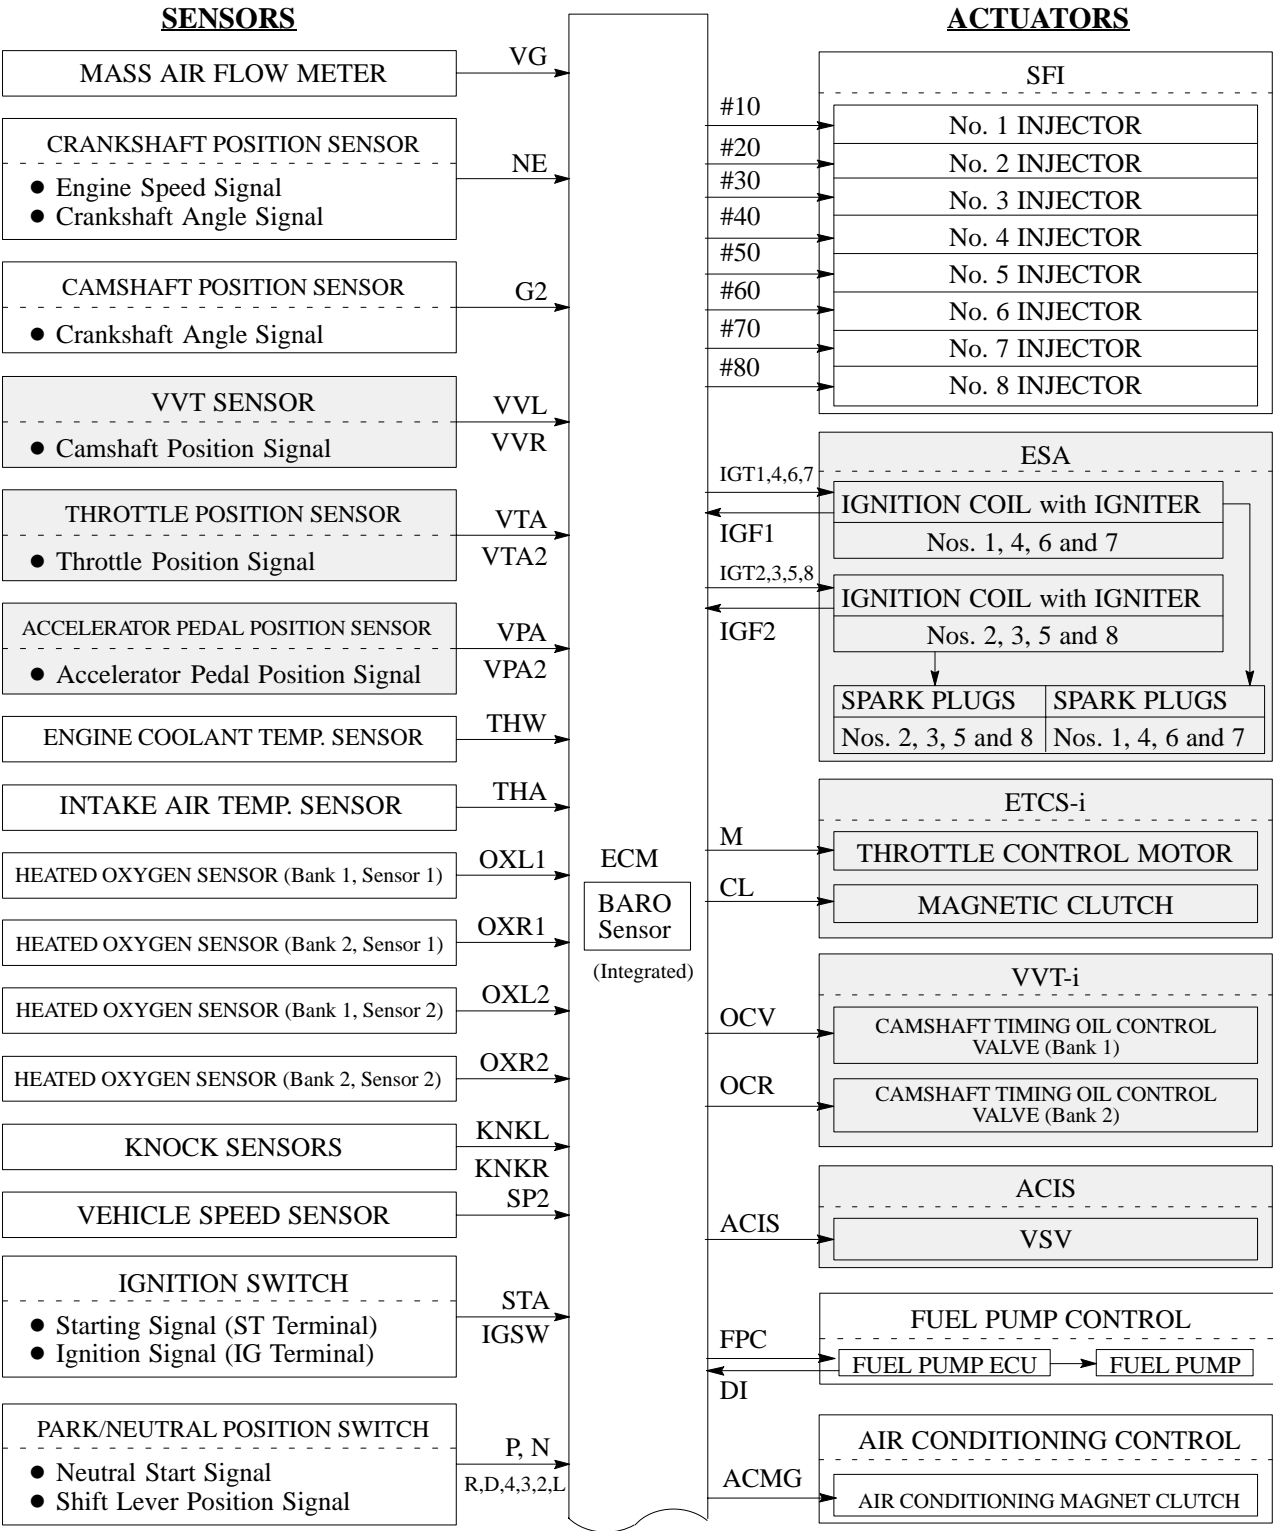 SENSORS
MASS AIR FLOW METER
VG
CRANKSHAFT POSITION SENSOR
● Engine Speed Signal
● Crankshaft Angle Signal
NE
CAMSHAFT POSITION SENSOR
● Crankshaft Angle Signal
G2
VVT SENSOR
● Camshaft Position Signal
VVL
VVR
THROTTLE POSITION SENSOR
● Throttle Position Signal
VTA
VTA2
ACCELERATOR PEDAL POSITION SENSOR
● Accelerator Pedal Position Signal
VPA
VPA2
ENGINE COOLANT TEMP. SENSOR
THW
INTAKE AIR TEMP. SENSOR
THA
HEATED OXYGEN SENSOR (Bank 1, Sensor 1)
OXL1
HEATED OXYGEN SENSOR (Bank 2, Sensor 1)
OXR1
HEATED OXYGEN SENSOR (Bank 1, Sensor 2)
OXL2
HEATED OXYGEN SENSOR (Bank 2, Sensor 2)
OXR2
KNOCK SENSORS
KNKL
KNKR
VEHICLE SPEED SENSOR
SP2
IGNITION SWITCH
● Starting Signal (ST Terminal)
● Ignition Signal (IG Terminal)
STA
IGSW
PARK/NEUTRAL POSITION SWITCH
● Neutral Start Signal
● Shift Lever Position Signal
P, N
R,D,4,3,2,L
ECM
BARO
Sensor
(Integrated)
ACTUATORS
SFI
#10
No. 1 INJECTOR
#20
No. 2 INJECTOR
#30
No. 3 INJECTOR
#40
No. 4 INJECTOR
#50
No. 5 INJECTOR
#60
No. 6 INJECTOR
#70
No. 7 INJECTOR
#80
No. 8 INJECTOR
ESA
IGT1,4,6,7
IGF1
IGNITION COIL with IGNITER
Nos. 1, 4, 6 and 7
IGT2,3,5,8
IGF2
IGNITION COIL with IGNITER
Nos. 2, 3, 5 and 8
SPARK PLUGS
Nos. 2, 3, 5 and 8
SPARK PLUGS
Nos. 1, 4, 6 and 7
ETCS-i
M
THROTTLE CONTROL MOTOR
CL
MAGNETIC CLUTCH
VVT-i
OCV
CAMSHAFT TIMING OIL CONTROL
VALVE (Bank 1)
OCR
CAMSHAFT TIMING OIL CONTROL
VALVE (Bank 2)
ACIS
ACIS
VSV
FUEL PUMP CONTROL
FPC
DI
FUEL PUMP ECU
FUEL PUMP
AIR CONDITIONING CONTROL
ACMG
AIR CONDITIONING MAGNET CLUTCH